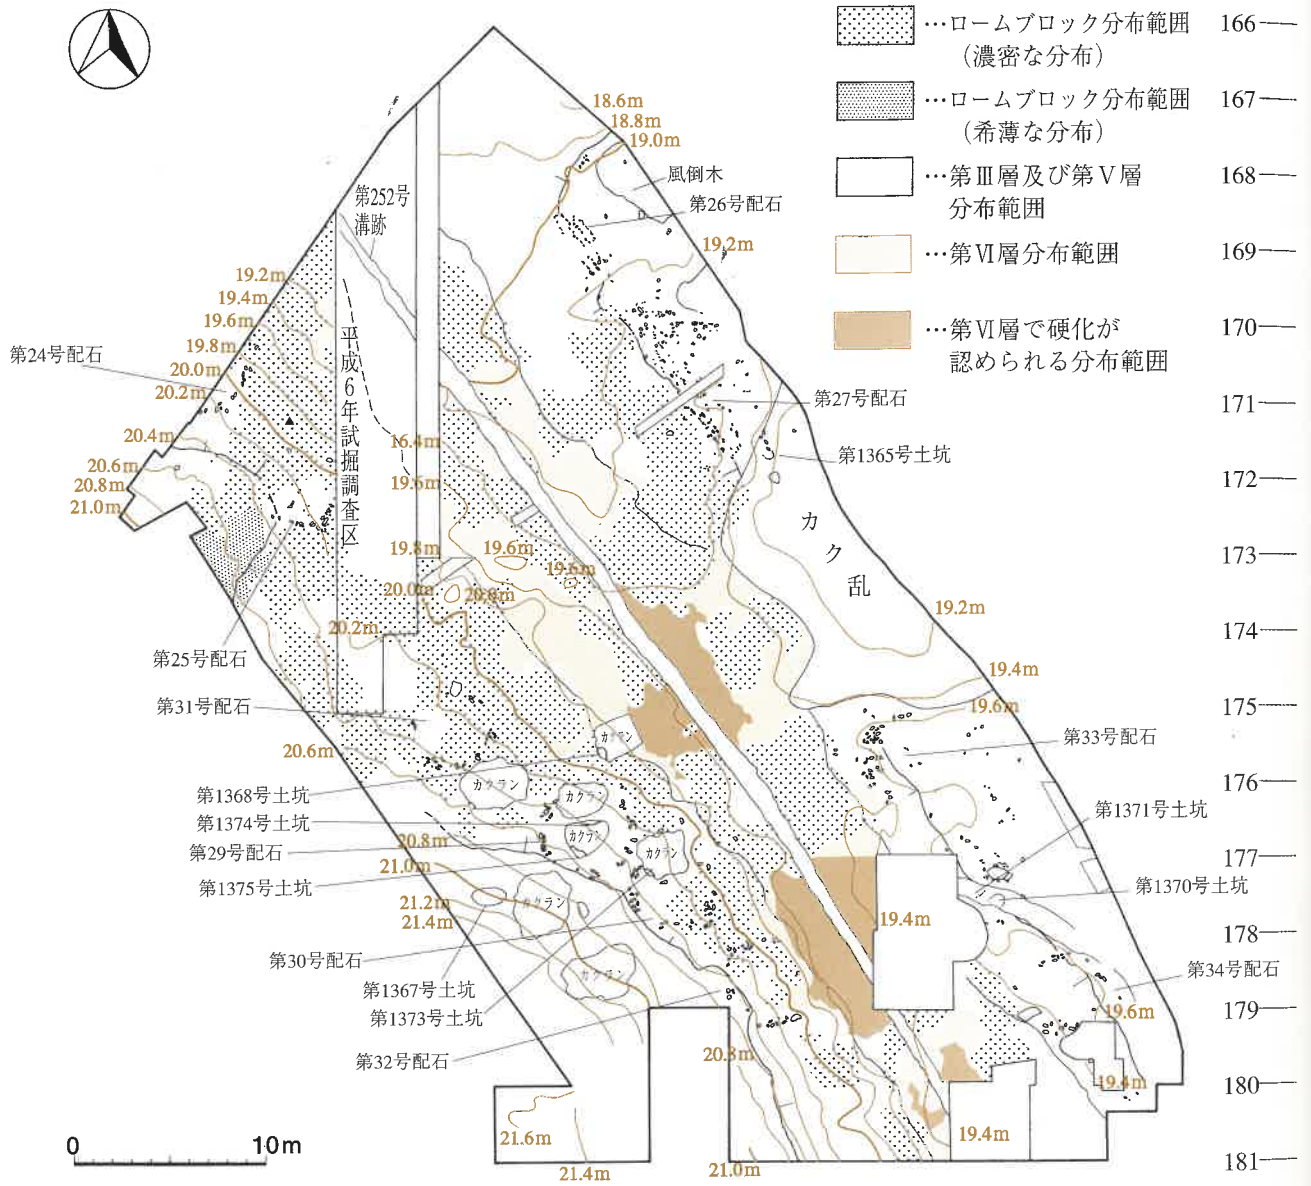 …ロームブロック分布範囲
(濃密な分布)
…ロームブロック分布範囲
(希薄な分布)
…第Ⅲ層及び第Ⅴ層
分布範囲
…第Ⅵ層分布範囲
…第Ⅵ層で硬化が
認められる分布範囲
166
167
168
169
170
171
172
173
174
175
176
177
178
179
180
181
18.6m
18.8m
19.0m
風倒木
第252号
溝跡
第26号配石
19.2m
19.2m
19.4m
19.6m
19.8m
20.0m
20.2m
第24号配石
平成6年試掘調査区
第27号配石
20.4m
16.4m
第1365号土坑
20.6m
20.8m
21.0m
19.6m
カク乱
19.8m
19.6m
19.6m
20.0m
20.0m
19.2m
20.2m
第25号配石
19.4m
第31号配石
19.6m
20.6m
カクラン
第33号配石
第1368号土坑
カクラン
カクラン
第1371号土坑
第1374号土坑
20.8m
カクラン
第29号配石
カクラン
21.0m
第1375号土坑
第1370号土坑
21.2m
カクラン
21.4m
19.4m
第30号配石
カクラン
第34号配石
第1367号土坑
第1373号土坑
19.6m
第32号配石
20.8m
19.4m
21.6m
19.4m
0
10m
21.4m
21.0m